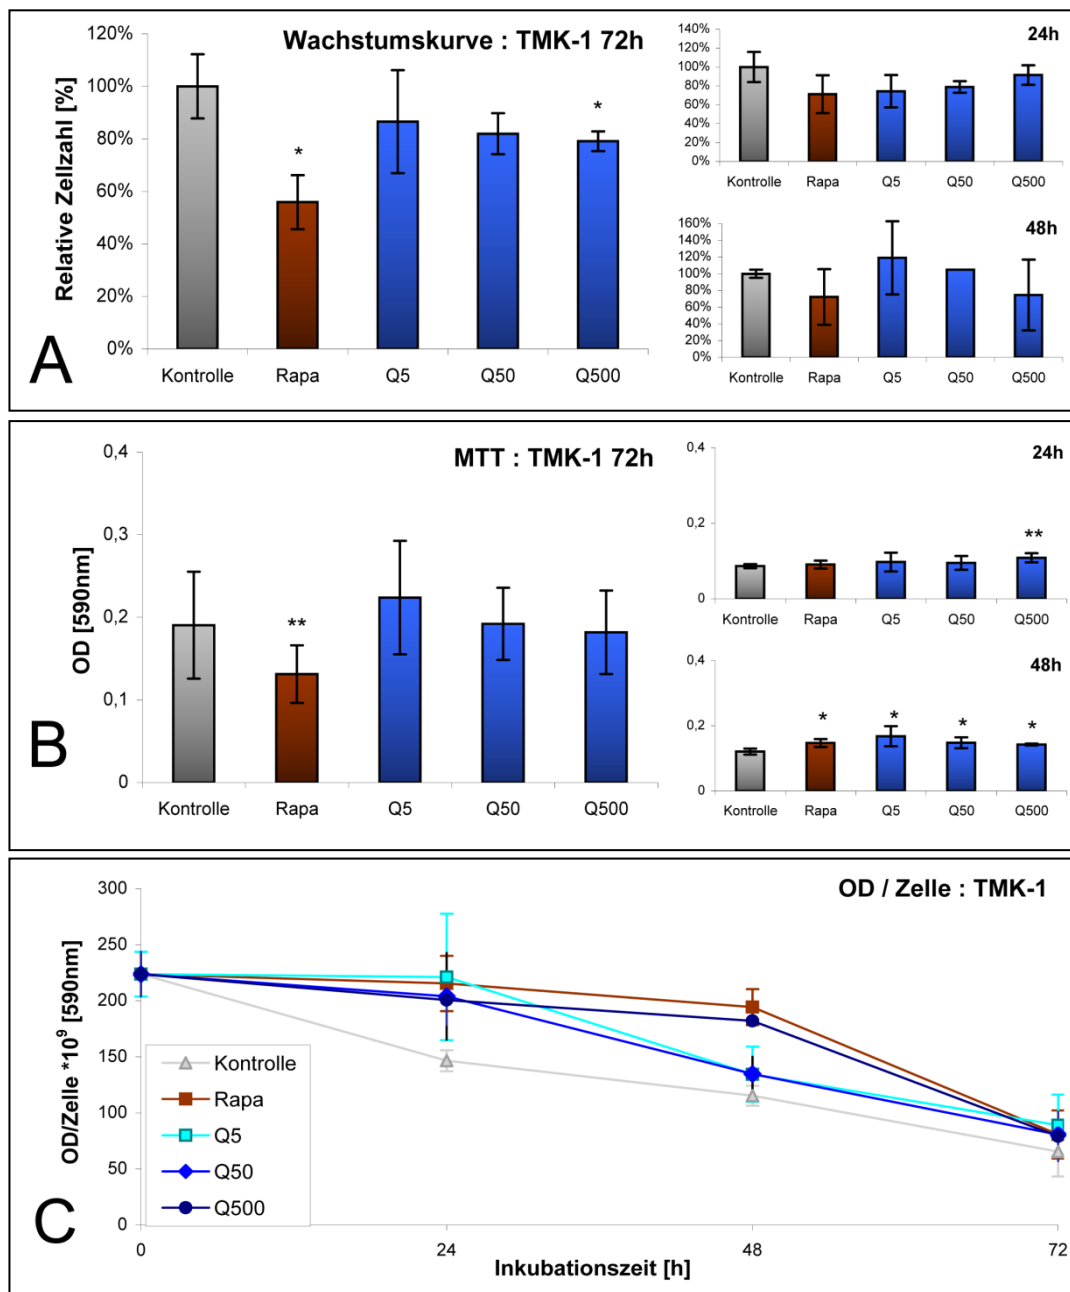 Wachstumskurve : TMK-1 72h
Relative Zellzahl [%]
120%
100%
80%
60%
40%
20%
0%
Kontrolle Rapa Q5 Q50 Q500
A
24h
140%
120%
100%
80%
60%
40%
20%
0%
Kontrolle Rapa Q5 Q50 Q500
48h
160%
140%
120%
100%
80%
60%
40%
20%
0%
Kontrolle Rapa Q5 Q50 Q500
* *
MTT : TMK-1 72h
OD [590nm]
0,4
0,3
0,2
0,1
0
**
Kontrolle Rapa Q5 Q50 Q500
B
24h
0,4
0,2
0
**
Kontrolle Rapa Q5 Q50 Q500
48h
0,4
0,2
0
* * * *
Kontrolle Rapa Q5 Q50 Q500
OD / Zelle : TMK-1
OD/Zelle *10⁹ [590nm]
300
250
200
150
100
50
0
Kontrolle
Rapa
Q5
Q50
Q500
C
0 24 48 72
Inkubationszeit [h]